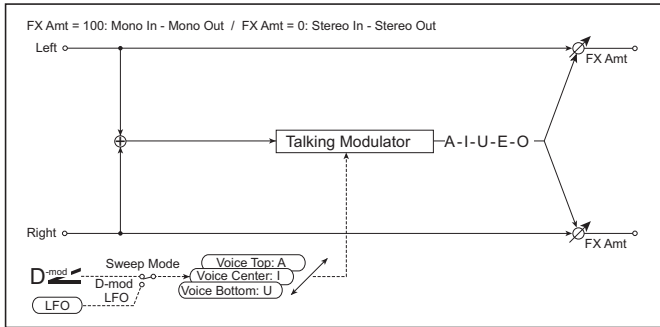 FX Amt = 100: Mono In - Mono Out / FX Amt = 0: Stereo In - Stereo Out
Left
FX Amt
Talking Modulator
A-I-U-E-O
Right
FX Amt
D-mod
Sweep Mode
D-mod
LFO
LFO
Voice Top: A
Voice Center: I
Voice Bottom: U